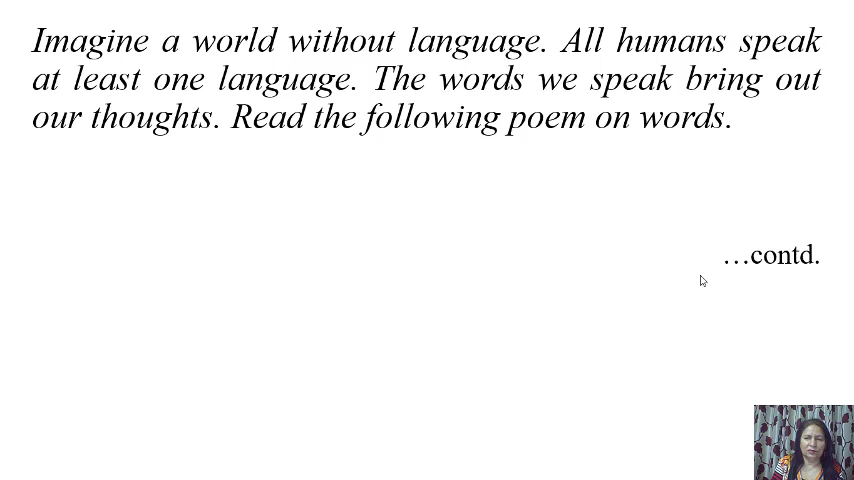 Imagine a world without language. All humans speak
at least one language. The words we speak bring out
our thoughts. Read the following poem on words.
…contd.